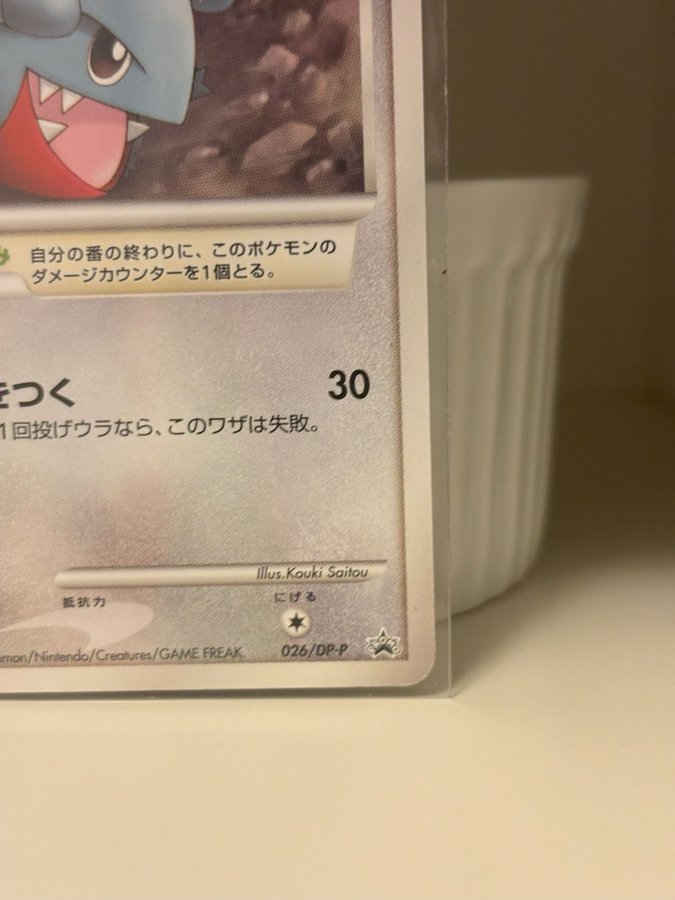 自分の番の終わりに、このポケモンの
ダメージカウンターを1個とる。
をつく 30
1回投げウラなら、このワザは失敗。
Illus.Kouki Saitou
抵抗力 にげる
mon/Nintendo/Creatures/GAME FREAK. 026/DP-P